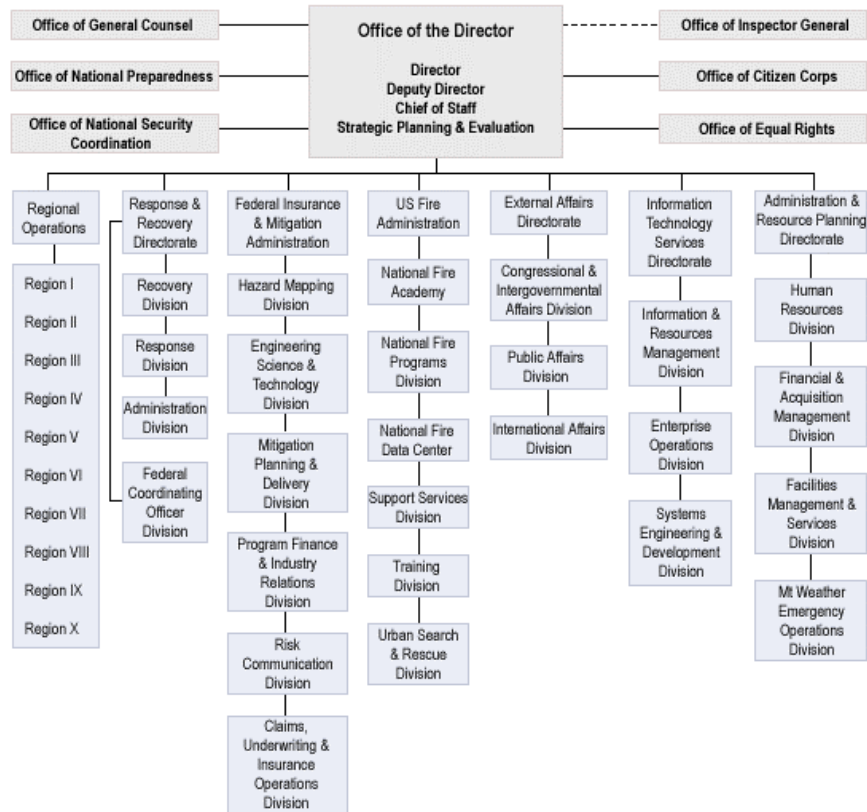 Office of General Counsel
Office of National Preparedness
Office of National Security
Coordination
Office of the Director
Director
Deputy Director
Chief of Staff
Strategic Planning & Evaluation
Office of Inspector General
Office of Citizen Corps
Office of Equal Rights
Regional
Operations
Region I
Region II
Region III
Region IV
Region V
Region VI
Region VII
Region VIII
Region IX
Region X
Response &
Recovery
Directorate
Recovery
Division
Response
Division
Administration
Division
Federal
Coordinating
Officer
Division
Federal Insurance
& Mitigation
Administration
Hazard Mapping
Division
Engineering
Science &
Technology
Division
Mitigation
Planning &
Delivery
Division
Program Finance
& Industry
Relations
Division
Risk
Communication
Division
Claims,
Underwriting &
Insurance
Operations
Division
US Fire
Administration
National Fire
Academy
National Fire
Programs
Division
National Fire
Data Center
Support Services
Division
Training
Division
Urban Search
& Rescue
Division
External Affairs
Directorate
Congressional &
Intergovernmental
Affairs Division
Public Affairs
Division
International Affairs
Division
Information
Technology
Services
Directorate
Information &
Resources
Management
Division
Enterprise
Operations
Division
Systems
Engineering &
Development
Division
Administration &
Resource Planning
Directorate
Human
Resources
Division
Financial &
Acquisition
Management
Division
Facilities
Management &
Services
Division
Mt Weather
Emergency
Operations
Division